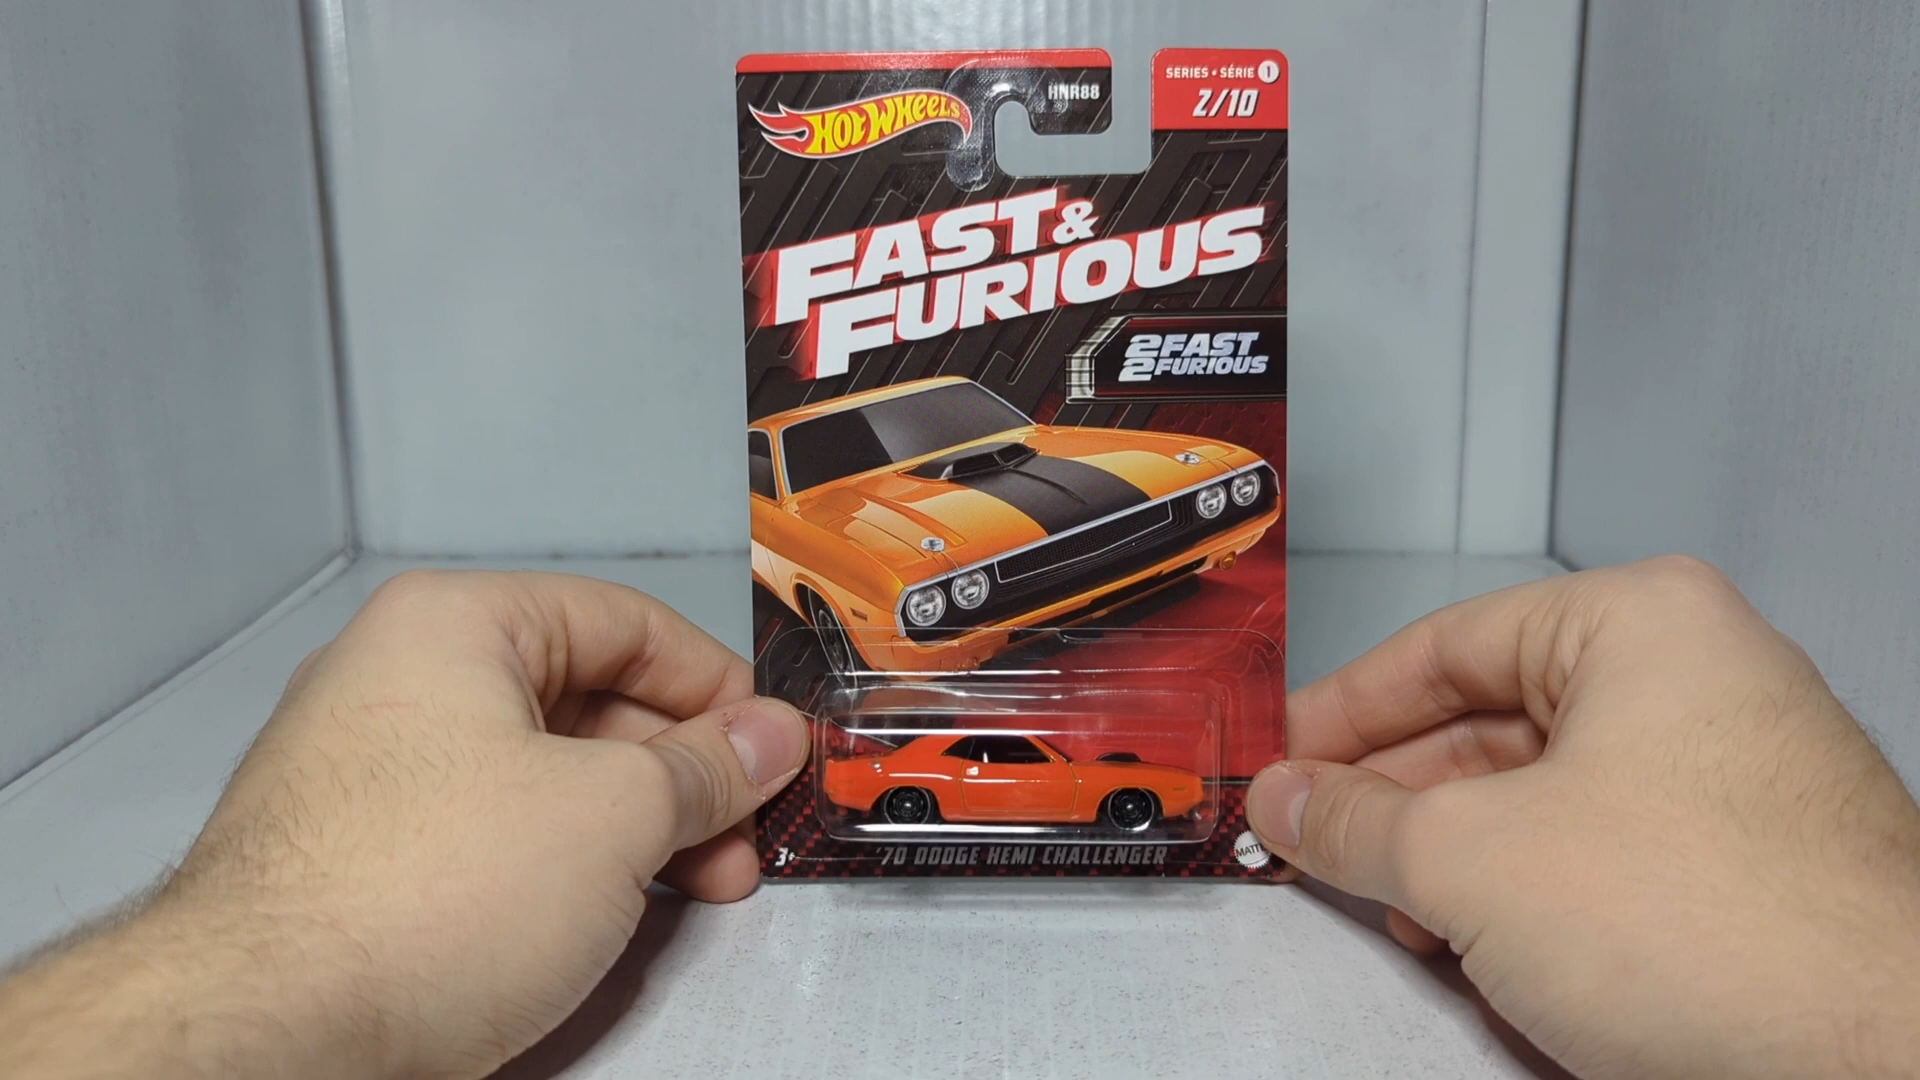 HOT WHEELS
HNR88
SERIES • SÉRIE 1
2/10
FAST &
FURIOUS
2FAST
2FURIOUS
3+
'70 DODGE HEMI CHALLENGER